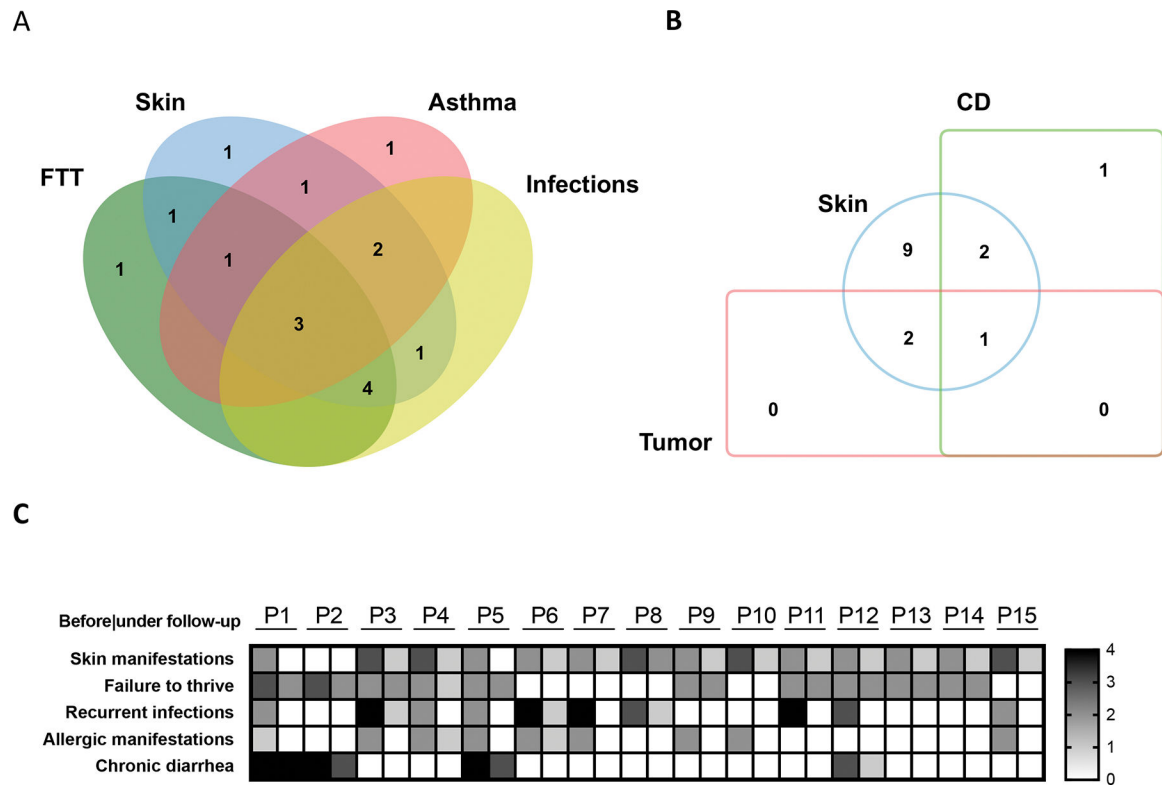 A
B
Skin
Asthma
FTT
Infections
1
1
1
1
1
1
2
3
1
4
CD
Skin
Tumor
1
9
2
2
1
0
0
C
Before|under follow-up P1 P2 P3 P4 P5 P6 P7 P8 P9 P10 P11 P12 P13 P14 P15
Skin manifestations
Failure to thrive
Recurrent infections
Allergic manifestations
Chronic diarrhea
4
3
2
1
0